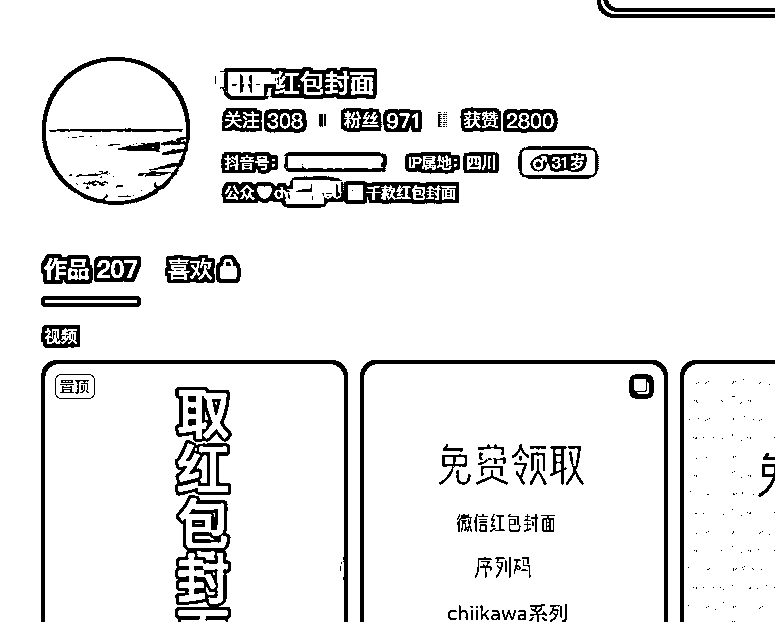 红包封面
关注 308 粉丝 971 获赞 2800
抖音号： IP属地：四川 ♂31岁
公众♥d 千款红包封面
作品 207 喜欢
视频
置顶
取红包封
免费领取
微信红包封面
序列码
chiikawa系列